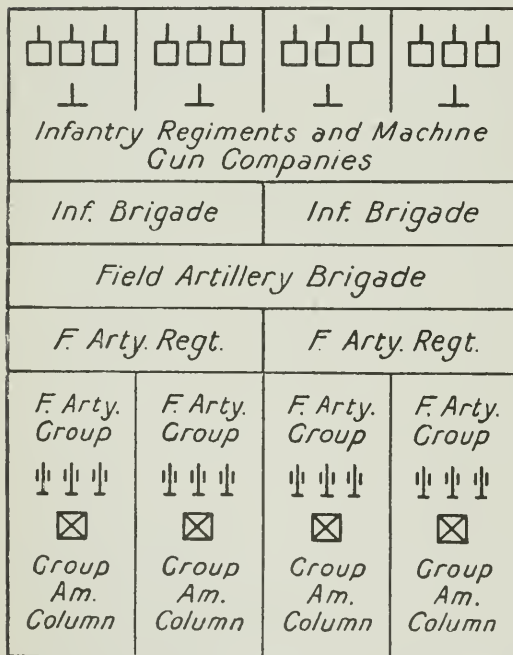 Infantry Regiments and Machine
Gun Companies
Inf. Brigade
Inf. Brigade
Field Artillery Brigade
F. Arty. Regt.
F. Arty. Regt.
F. Arty.
Group
Group
Am.
Column
F. Arty.
Group
Group
Am.
Column
F. Arty.
Group
Group
Am.
Column
F. Arty.
Group
Group
Am.
Column